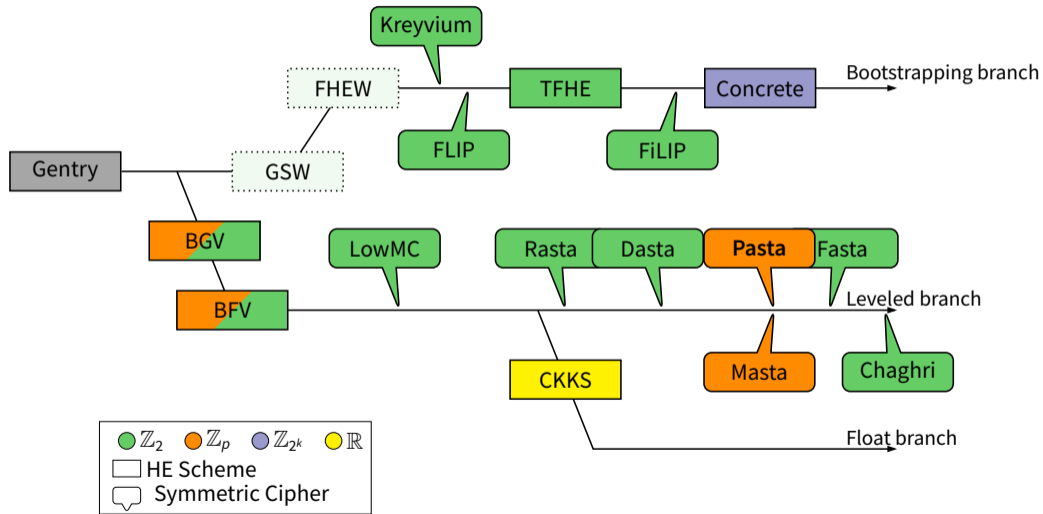 Kreyvium
FHEW
TFHE
Concrete
Bootstrapping branch
FLIP
FiLIP
Gentry
GSW
BGV
LowMC
Rasta
Dasta
Pasta
Fasta
BFV
Leveled branch
CKKS
Masta
Chaghri
Float branch
ℤ₂ ℤₚ ℤ₂ᵏ ℝ
HE Scheme
Symmetric Cipher